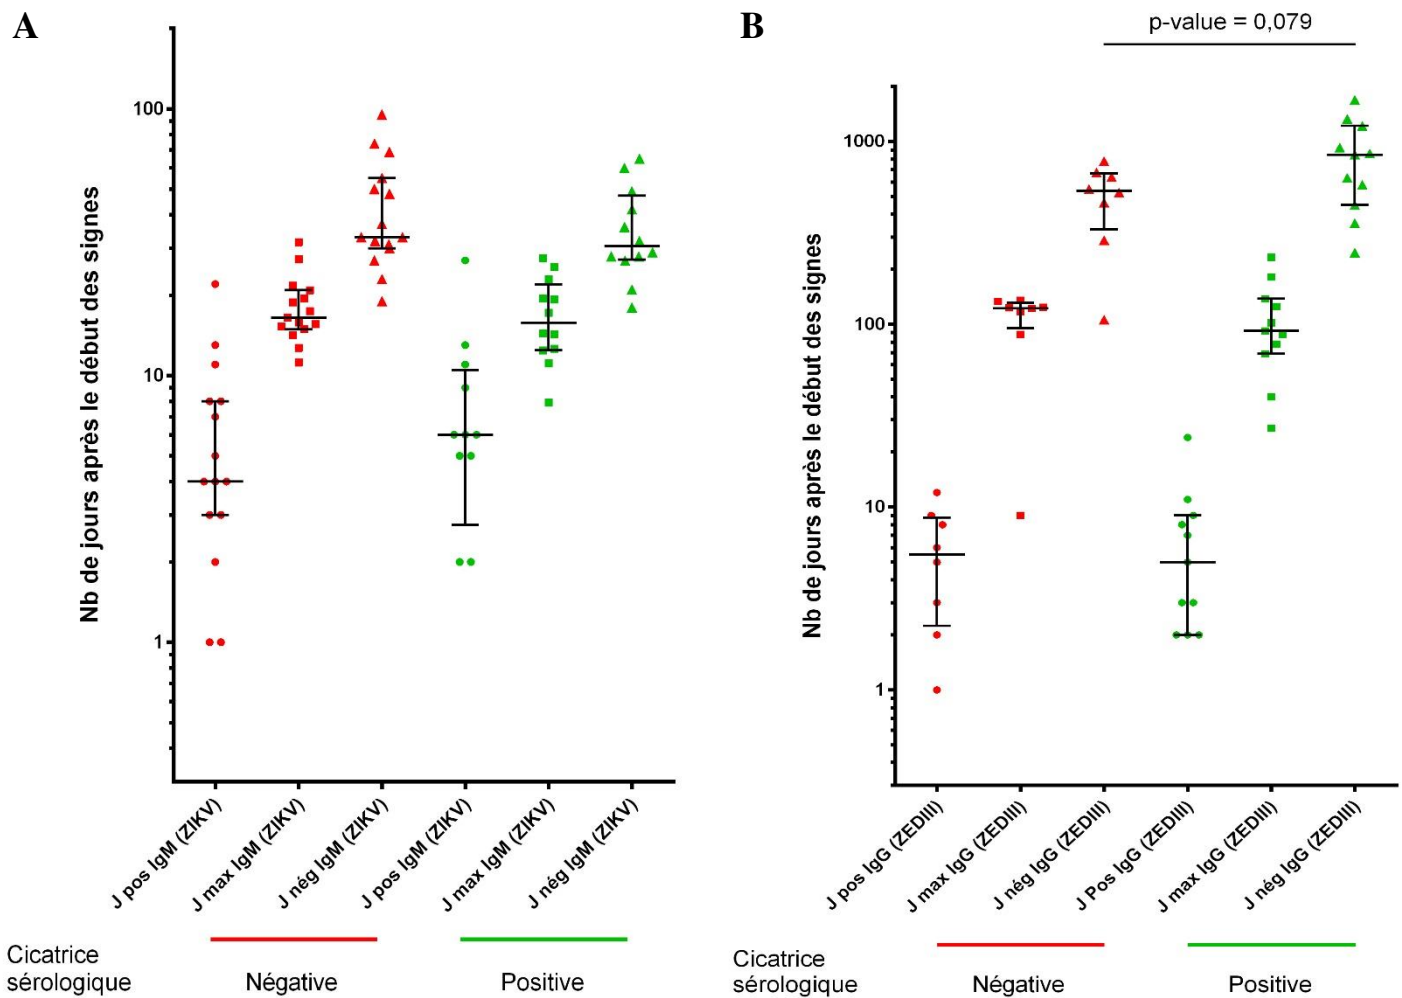 A
Nb de jours après le début des signes
100
10
1
J pos IgM (ZIKV)
J max IgM (ZIKV)
J nég IgM (ZIKV)
J pos IgM (ZIKV)
J max IgM (ZIKV)
J nég IgM (ZIKV)
Cicatrice
sérologique
Négative
Positive
B
p-value = 0,079
Nb de jours après le début des signes
1000
100
10
1
J pos IgG (ZEDIII)
J max IgG (ZEDIII)
J nég IgG (ZEDIII)
J Pos IgG (ZEDIII)
J max IgG (ZEDIII)
J nég IgG (ZEDIII)
Cicatrice
sérologique
Négative
Positive